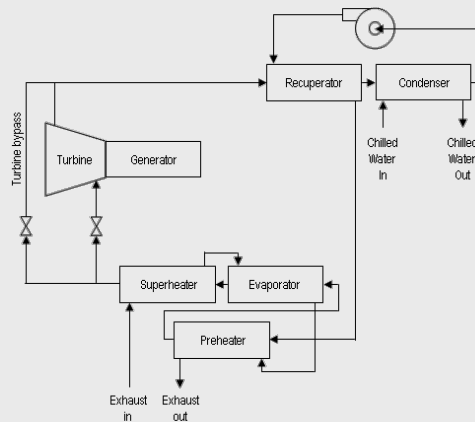 Recuperator
Condenser
Turbine bypass
Chilled
Water
In
Chilled
Water
Out
Turbine
Generator
Superheater
Evaporator
Preheater
Exhaust
in
Exhaust
out